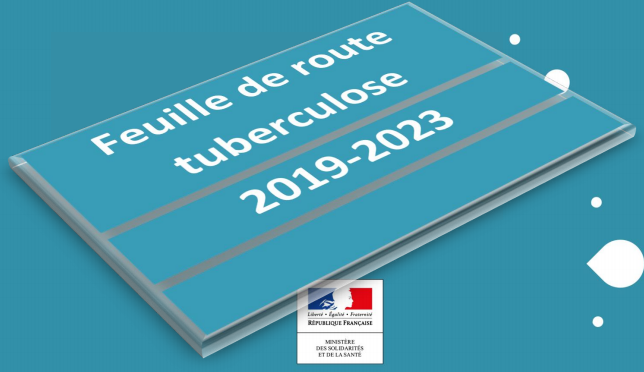 Feuille de route
tuberculose
2019-2023
Liberté • Égalité • Fraternité
RÉPUBLIQUE FRANÇAISE
MINISTÈRE
DES SOLIDARITÉS
ET DE LA SANTÉ